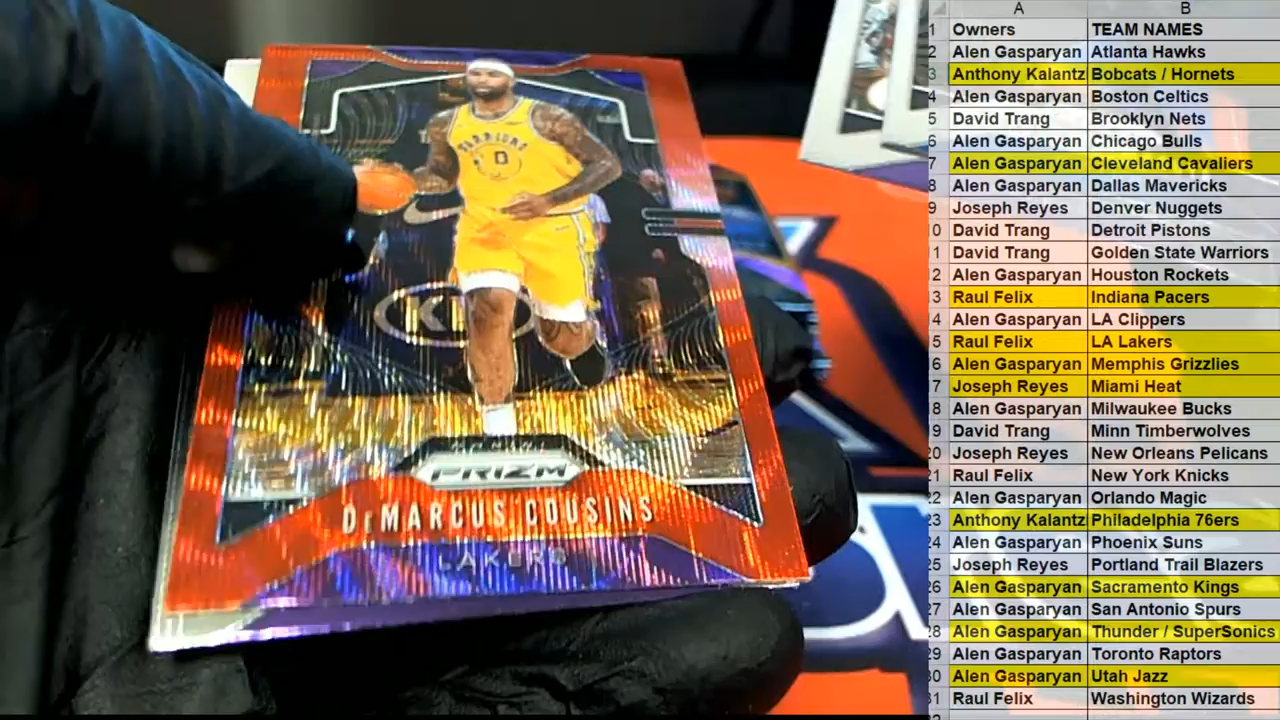 WARRIORS
0
KI
PRIZM
DeMARCUS COUSINS
LAKERS
A B
1 Owners TEAM NAMES
2 Alen Gasparyan Atlanta Hawks
3 Anthony Kalantz Bobcats / Hornets
4 Alen Gasparyan Boston Celtics
5 David Trang Brooklyn Nets
6 Alen Gasparyan Chicago Bulls
7 Alen Gasparyan Cleveland Cavaliers
8 Alen Gasparyan Dallas Mavericks
9 Joseph Reyes Denver Nuggets
0 David Trang Detroit Pistons
1 David Trang Golden State Warriors
2 Alen Gasparyan Houston Rockets
3 Raul Felix Indiana Pacers
4 Alen Gasparyan LA Clippers
5 Raul Felix LA Lakers
6 Alen Gasparyan Memphis Grizzlies
7 Joseph Reyes Miami Heat
8 Alen Gasparyan Milwaukee Bucks
9 David Trang Minn Timberwolves
20 Joseph Reyes New Orleans Pelicans
21 Raul Felix New York Knicks
22 Alen Gasparyan Orlando Magic
23 Anthony Kalantz Philadelphia 76ers
24 Alen Gasparyan Phoenix Suns
25 Joseph Reyes Portland Trail Blazers
26 Alen Gasparyan Sacramento Kings
27 Alen Gasparyan San Antonio Spurs
28 Alen Gasparyan Thunder / SuperSonics
29 Alen Gasparyan Toronto Raptors
30 Alen Gasparyan Utah Jazz
31 Raul Felix Washington Wizards